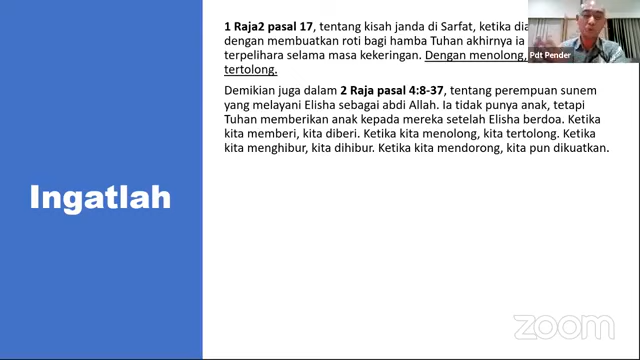 Ingatlah
1 Raja2 pasal 17, tentang kisah janda di Sarfat, ketika dia
dengan membuatkan roti bagi hamba Tuhan akhirnya ia
terpelihara selama masa kekeringan. Dengan menolong,
tertolong.
Demikian juga dalam 2 Raja pasal 4:8-37, tentang perempuan sunem
yang melayani Elisha sebagai abdi Allah. Ia tidak punya anak, tetapi
Tuhan memberikan anak kepada mereka setelah Elisha berdoa. Ketika
kita memberi, kita diberi. Ketika kita menolong, kita tertolong. Ketika
kita menghibur, kita dihibur. Ketika kita mendorong, kita pun dikuatkan.
Pdt Pender
zoom